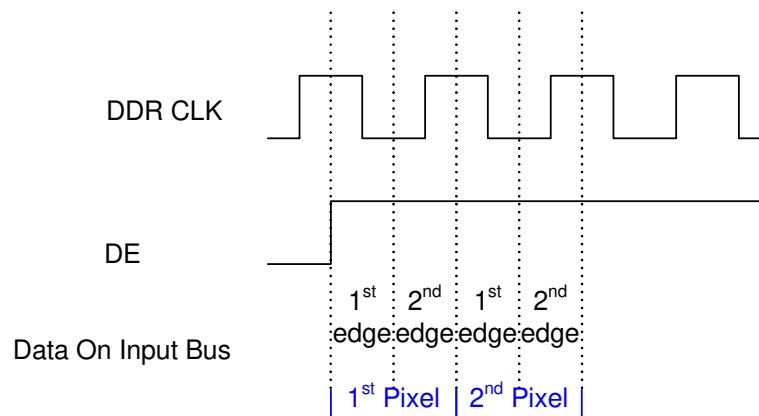 DDR CLK
DE
1st 2nd 1st 2nd
edge edge edge edge
Data On Input Bus
1st Pixel 2nd Pixel